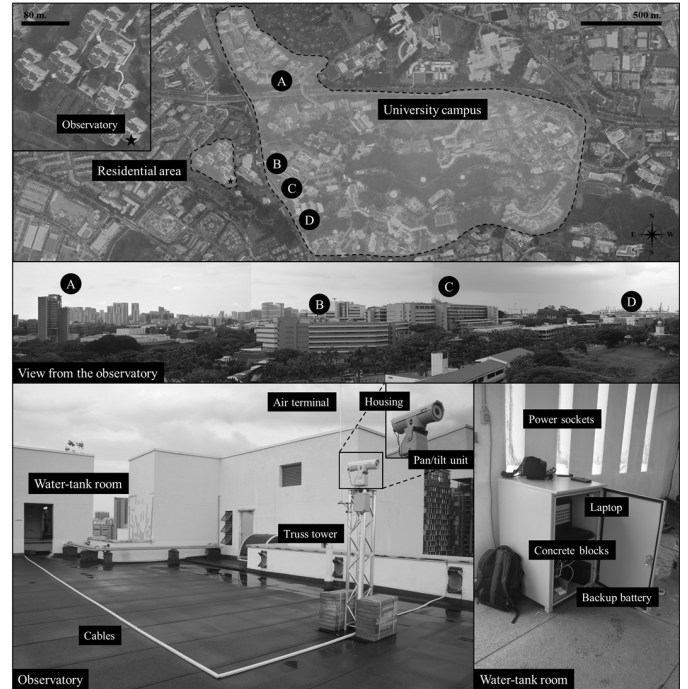 80 m.
500 m.
A
University campus
Observatory
Residential area
B
C
D
N
E W
S
A
B
C
D
View from the observatory
Air terminal
Housing
Power sockets
Pan/tilt unit
Water-tank room
Laptop
Truss tower
Concrete blocks
Backup battery
Cables
Observatory
Water-tank room